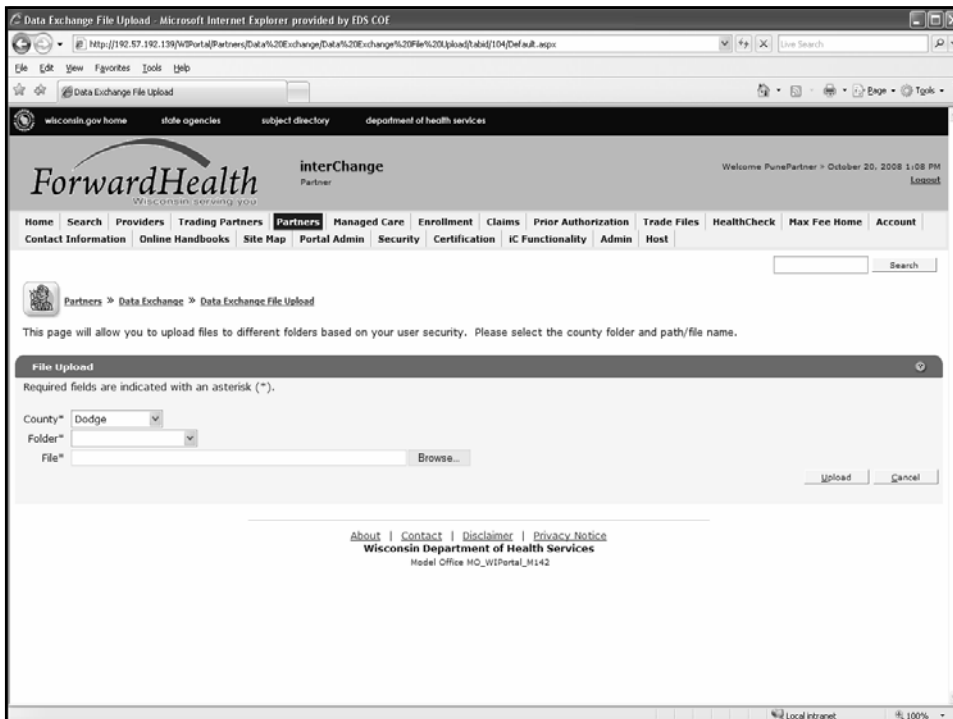 Data Exchange File Upload - Microsoft Internet Explorer provided by EDS COE
http://192.57.192.139/WIPortal/Partners/Data%20Exchange/Data%20Exchange%20File%20Upload/tabid/104/Default.aspx
Live Search
File Edit View Favorites Tools Help
Data Exchange File Upload
Page Tools
wisconsin.gov home state agencies subject directory department of health services
ForwardHealth
Wisconsin serving you
interChange
Partner
Welcome PunePartner > October 20, 2008 1:08 PM
Logout
Home Search Providers Trading Partners Partners Managed Care Enrollment Claims Prior Authorization Trade Files HealthCheck Max Fee Home Account
Contact Information Online Handbooks Site Map Portal Admin Security Certification iC Functionality Admin Host
Search
Partners » Data Exchange » Data Exchange File Upload
This page will allow you to upload files to different folders based on your user security. Please select the county folder and path/file name.
File Upload
Required fields are indicated with an asterisk (*).
County* Dodge
Folder*
File* Browse...
Upload Cancel
About | Contact | Disclaimer | Privacy Notice
Wisconsin Department of Health Services
Model Office MO_WIPortal_M142
Local intranet 100%